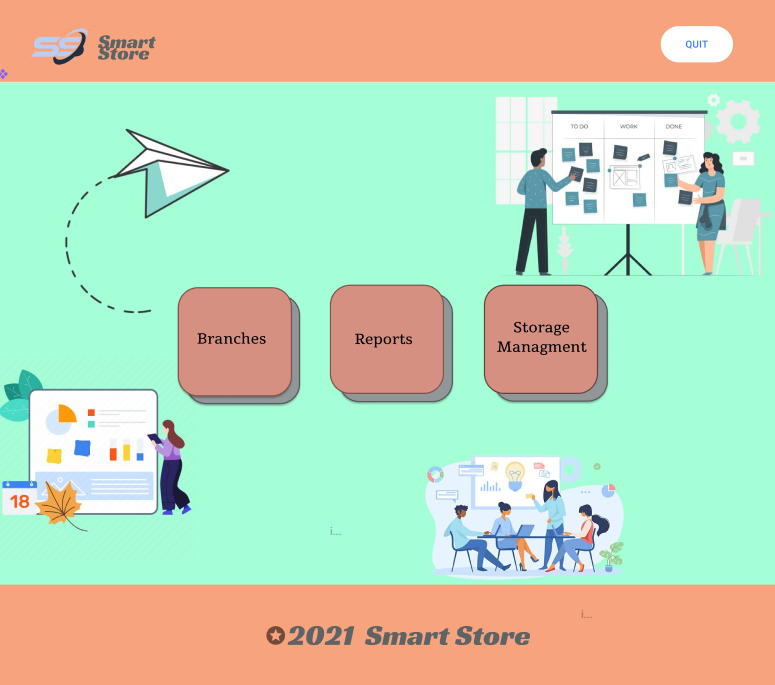 SS
Smart
Store
QUIT
TO DO
WORK
DONE
Branches
Reports
Storage
Managment
18
i...
i...
2021 Smart Store